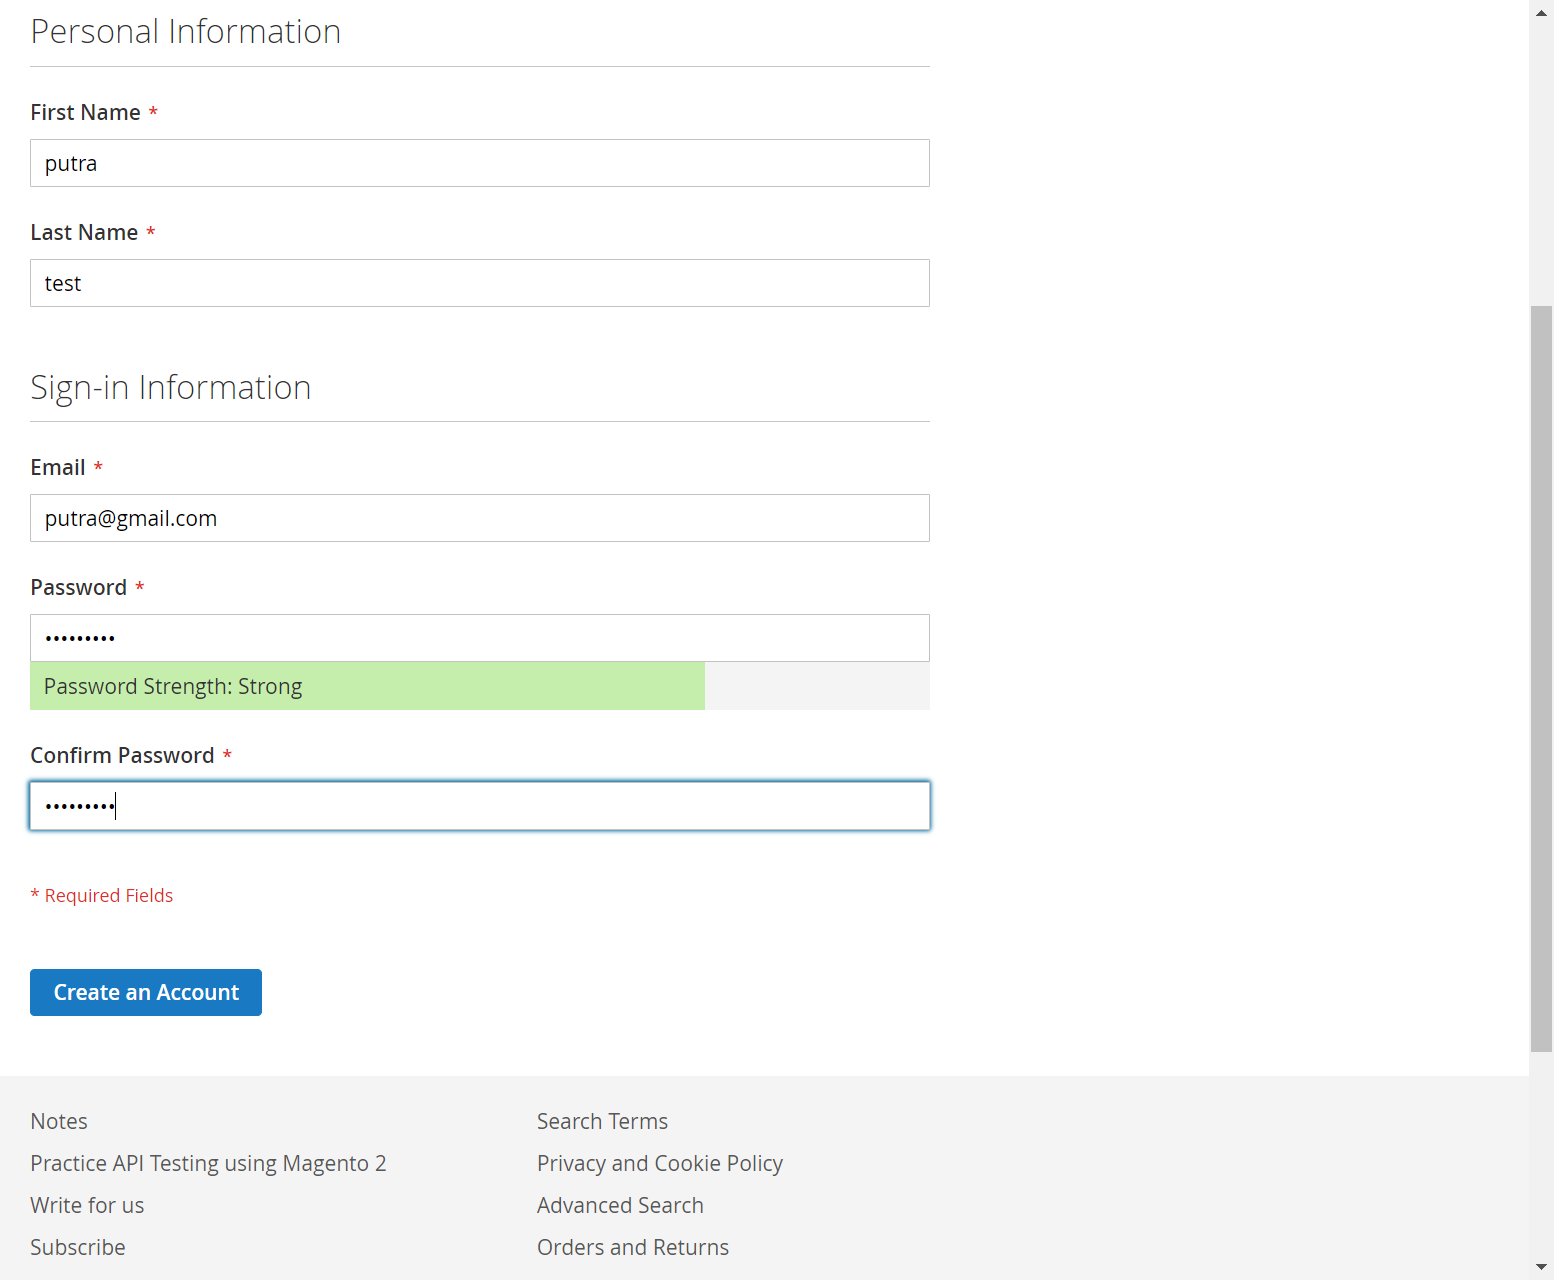 Personal Information
First Name *
putra
Last Name *
test
Sign-in Information
Email *
putra@gmail.com
Password *
•••••••••
Password Strength: Strong
Confirm Password *
•••••••••
* Required Fields
Create an Account
Notes
Practice API Testing using Magento 2
Write for us
Subscribe
Search Terms
Privacy and Cookie Policy
Advanced Search
Orders and Returns